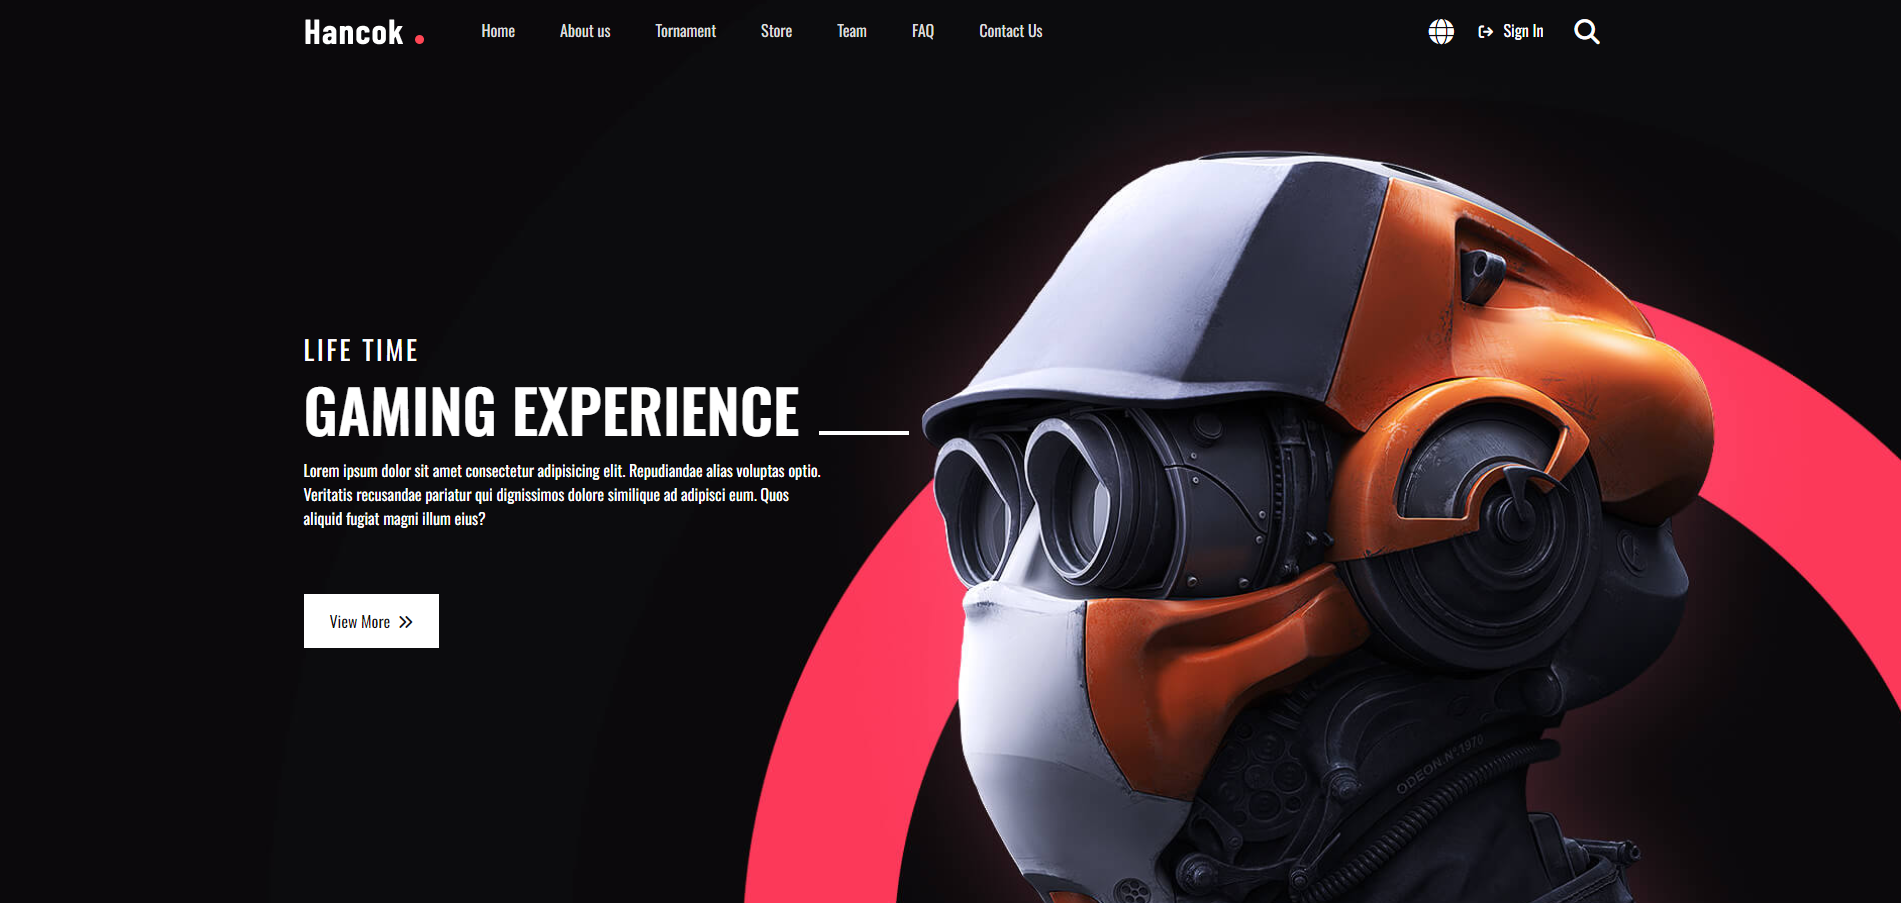 Hancok
Home About us Tornament Store Team FAQ Contact Us
Sign In
LIFE TIME
GAMING EXPERIENCE
Lorem ipsum dolor sit amet consectetur adipisicing elit. Repudiandae alias voluptas optio.
Veritatis recusandae pariatur qui dignissimos dolore similique ad adipisci eum. Quos
aliquid fugiat magni illum eius?
View More
ODEON N°.1970